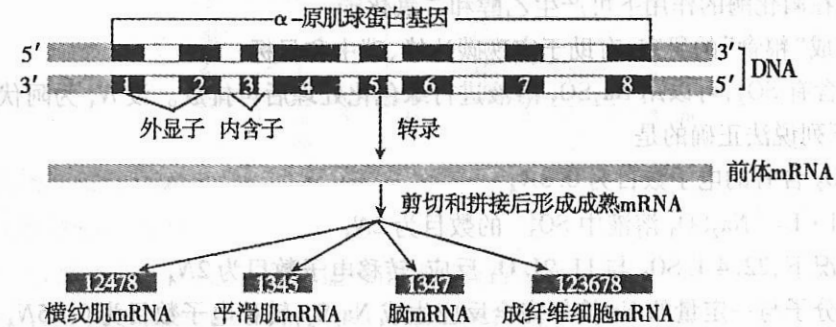 α-原肌球蛋白基因
5′ 3′
3′ 1 2 3 4 5 6 7 8 5′
DNA
外显子 内含子 转录
前体mRNA
剪切和拼接后形成成熟mRNA
12478 1345 1347 123678
横纹肌mRNA 平滑肌mRNA 脑mRNA 成纤维细胞mRNA